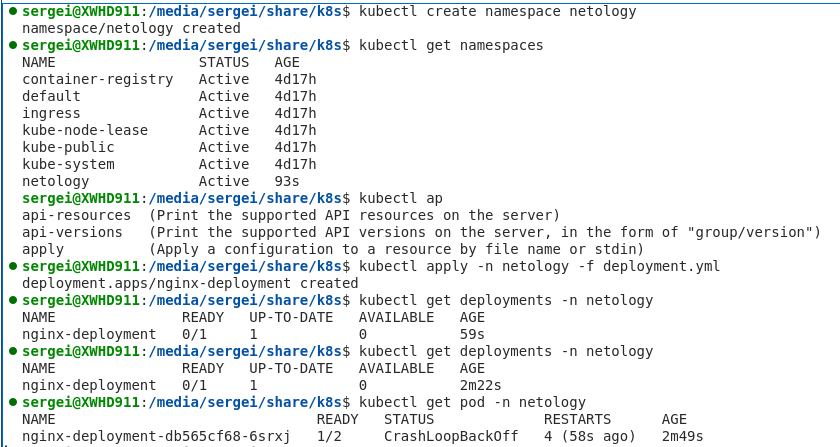 sergei@XWHD911:/media/sergei/share/k8s$ kubectl create namespace netology
namespace/netology created
sergei@XWHD911:/media/sergei/share/k8s$ kubectl get namespaces
NAME                 STATUS   AGE
container-registry   Active   4d17h
default              Active   4d17h
ingress              Active   4d17h
kube-node-lease      Active   4d17h
kube-public          Active   4d17h
kube-system          Active   4d17h
netology             Active   93s
sergei@XWHD911:/media/sergei/share/k8s$ kubectl ap
api-resources  (Print the supported API resources on the server)
api-versions   (Print the supported API versions on the server, in the form of "group/version")
apply          (Apply a configuration to a resource by file name or stdin)
sergei@XWHD911:/media/sergei/share/k8s$ kubectl apply -n netology -f deployment.yml
deployment.apps/nginx-deployment created
sergei@XWHD911:/media/sergei/share/k8s$ kubectl get deployments -n netology
NAME               READY   UP-TO-DATE   AVAILABLE   AGE
nginx-deployment   0/1     1            0           59s
sergei@XWHD911:/media/sergei/share/k8s$ kubectl get deployments -n netology
NAME               READY   UP-TO-DATE   AVAILABLE   AGE
nginx-deployment   0/1     1            0           2m22s
sergei@XWHD911:/media/sergei/share/k8s$ kubectl get pod -n netology
NAME                               READY   STATUS             RESTARTS      AGE
nginx-deployment-db565cf68-6srxj   1/2     CrashLoopBackOff   4 (58s ago)   2m49s